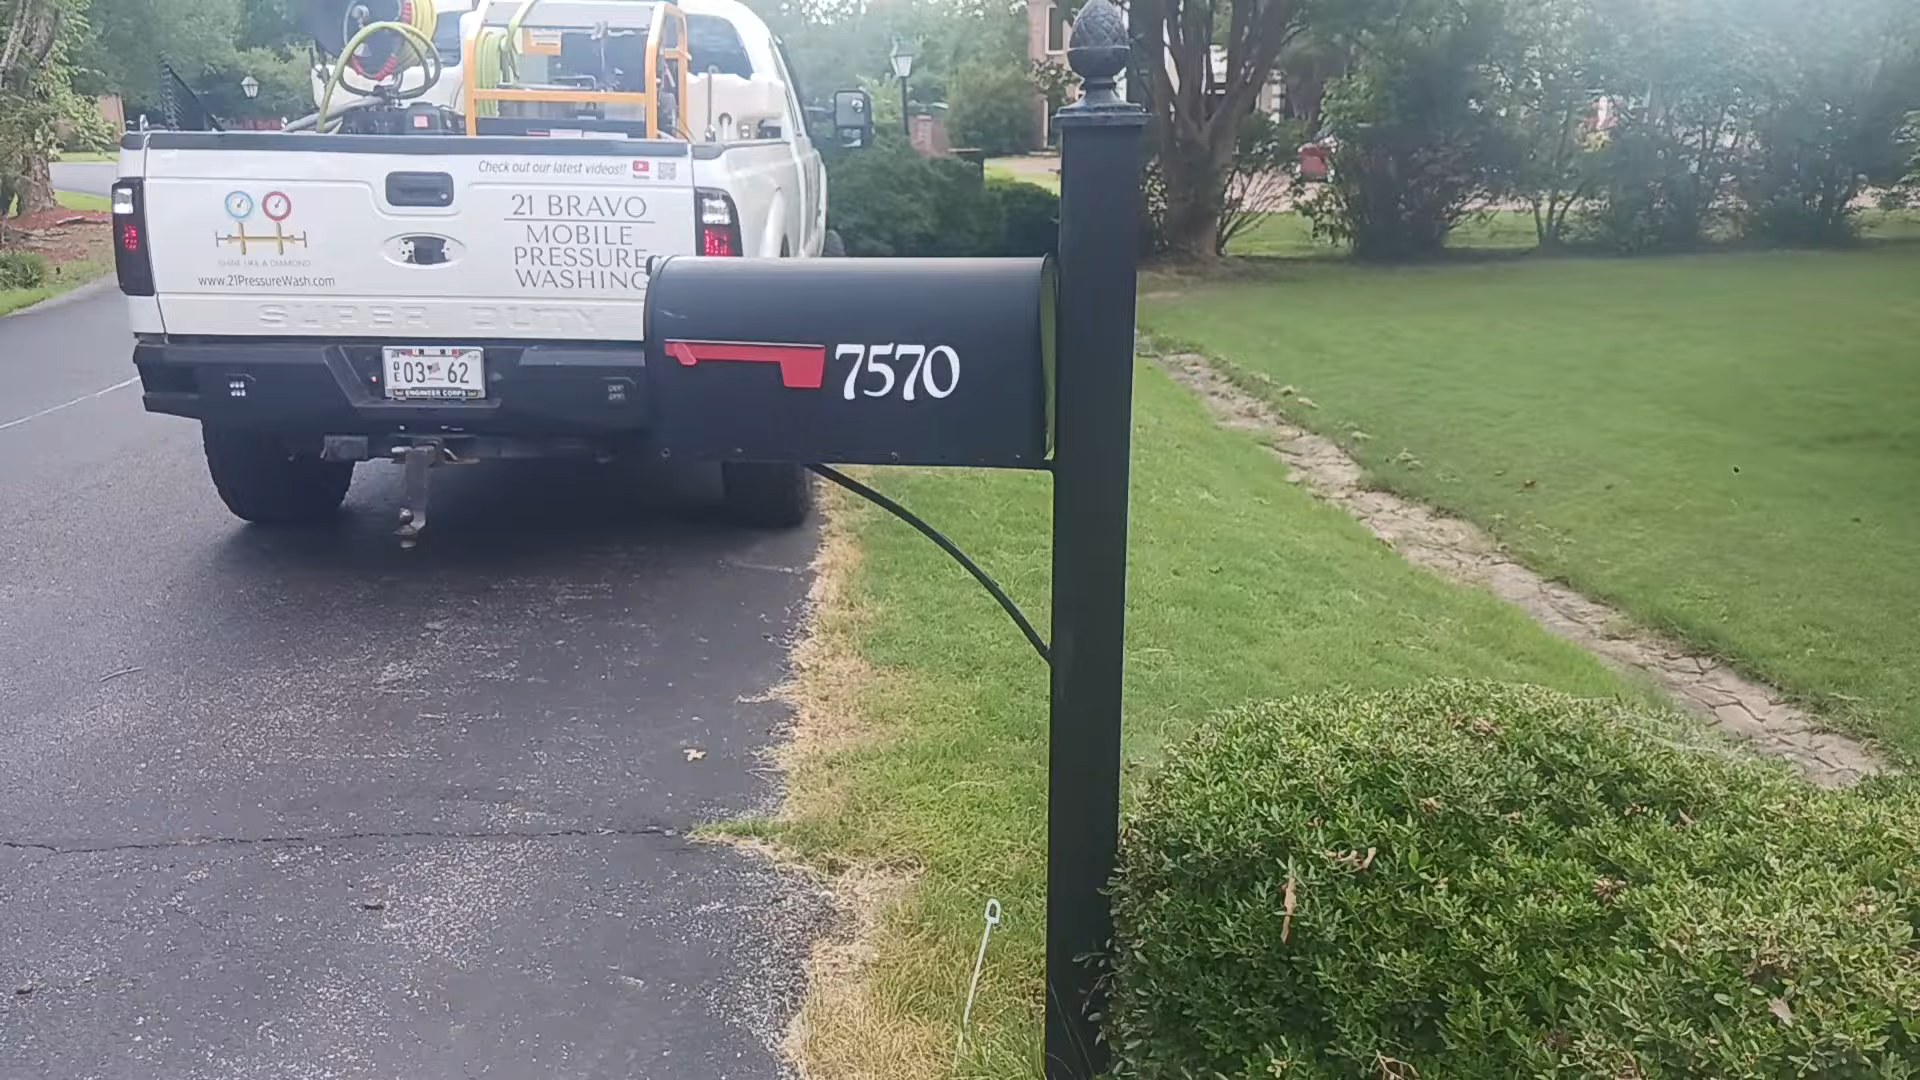 Check out our latest videos!!
21 BRAVO
MOBILE
PRESSURE
WASHING
SHINE LIKE A DIAMOND
www.21PressureWash.com
SUPER DUTY
DE 03 62
ENGINEER CORPS
7570